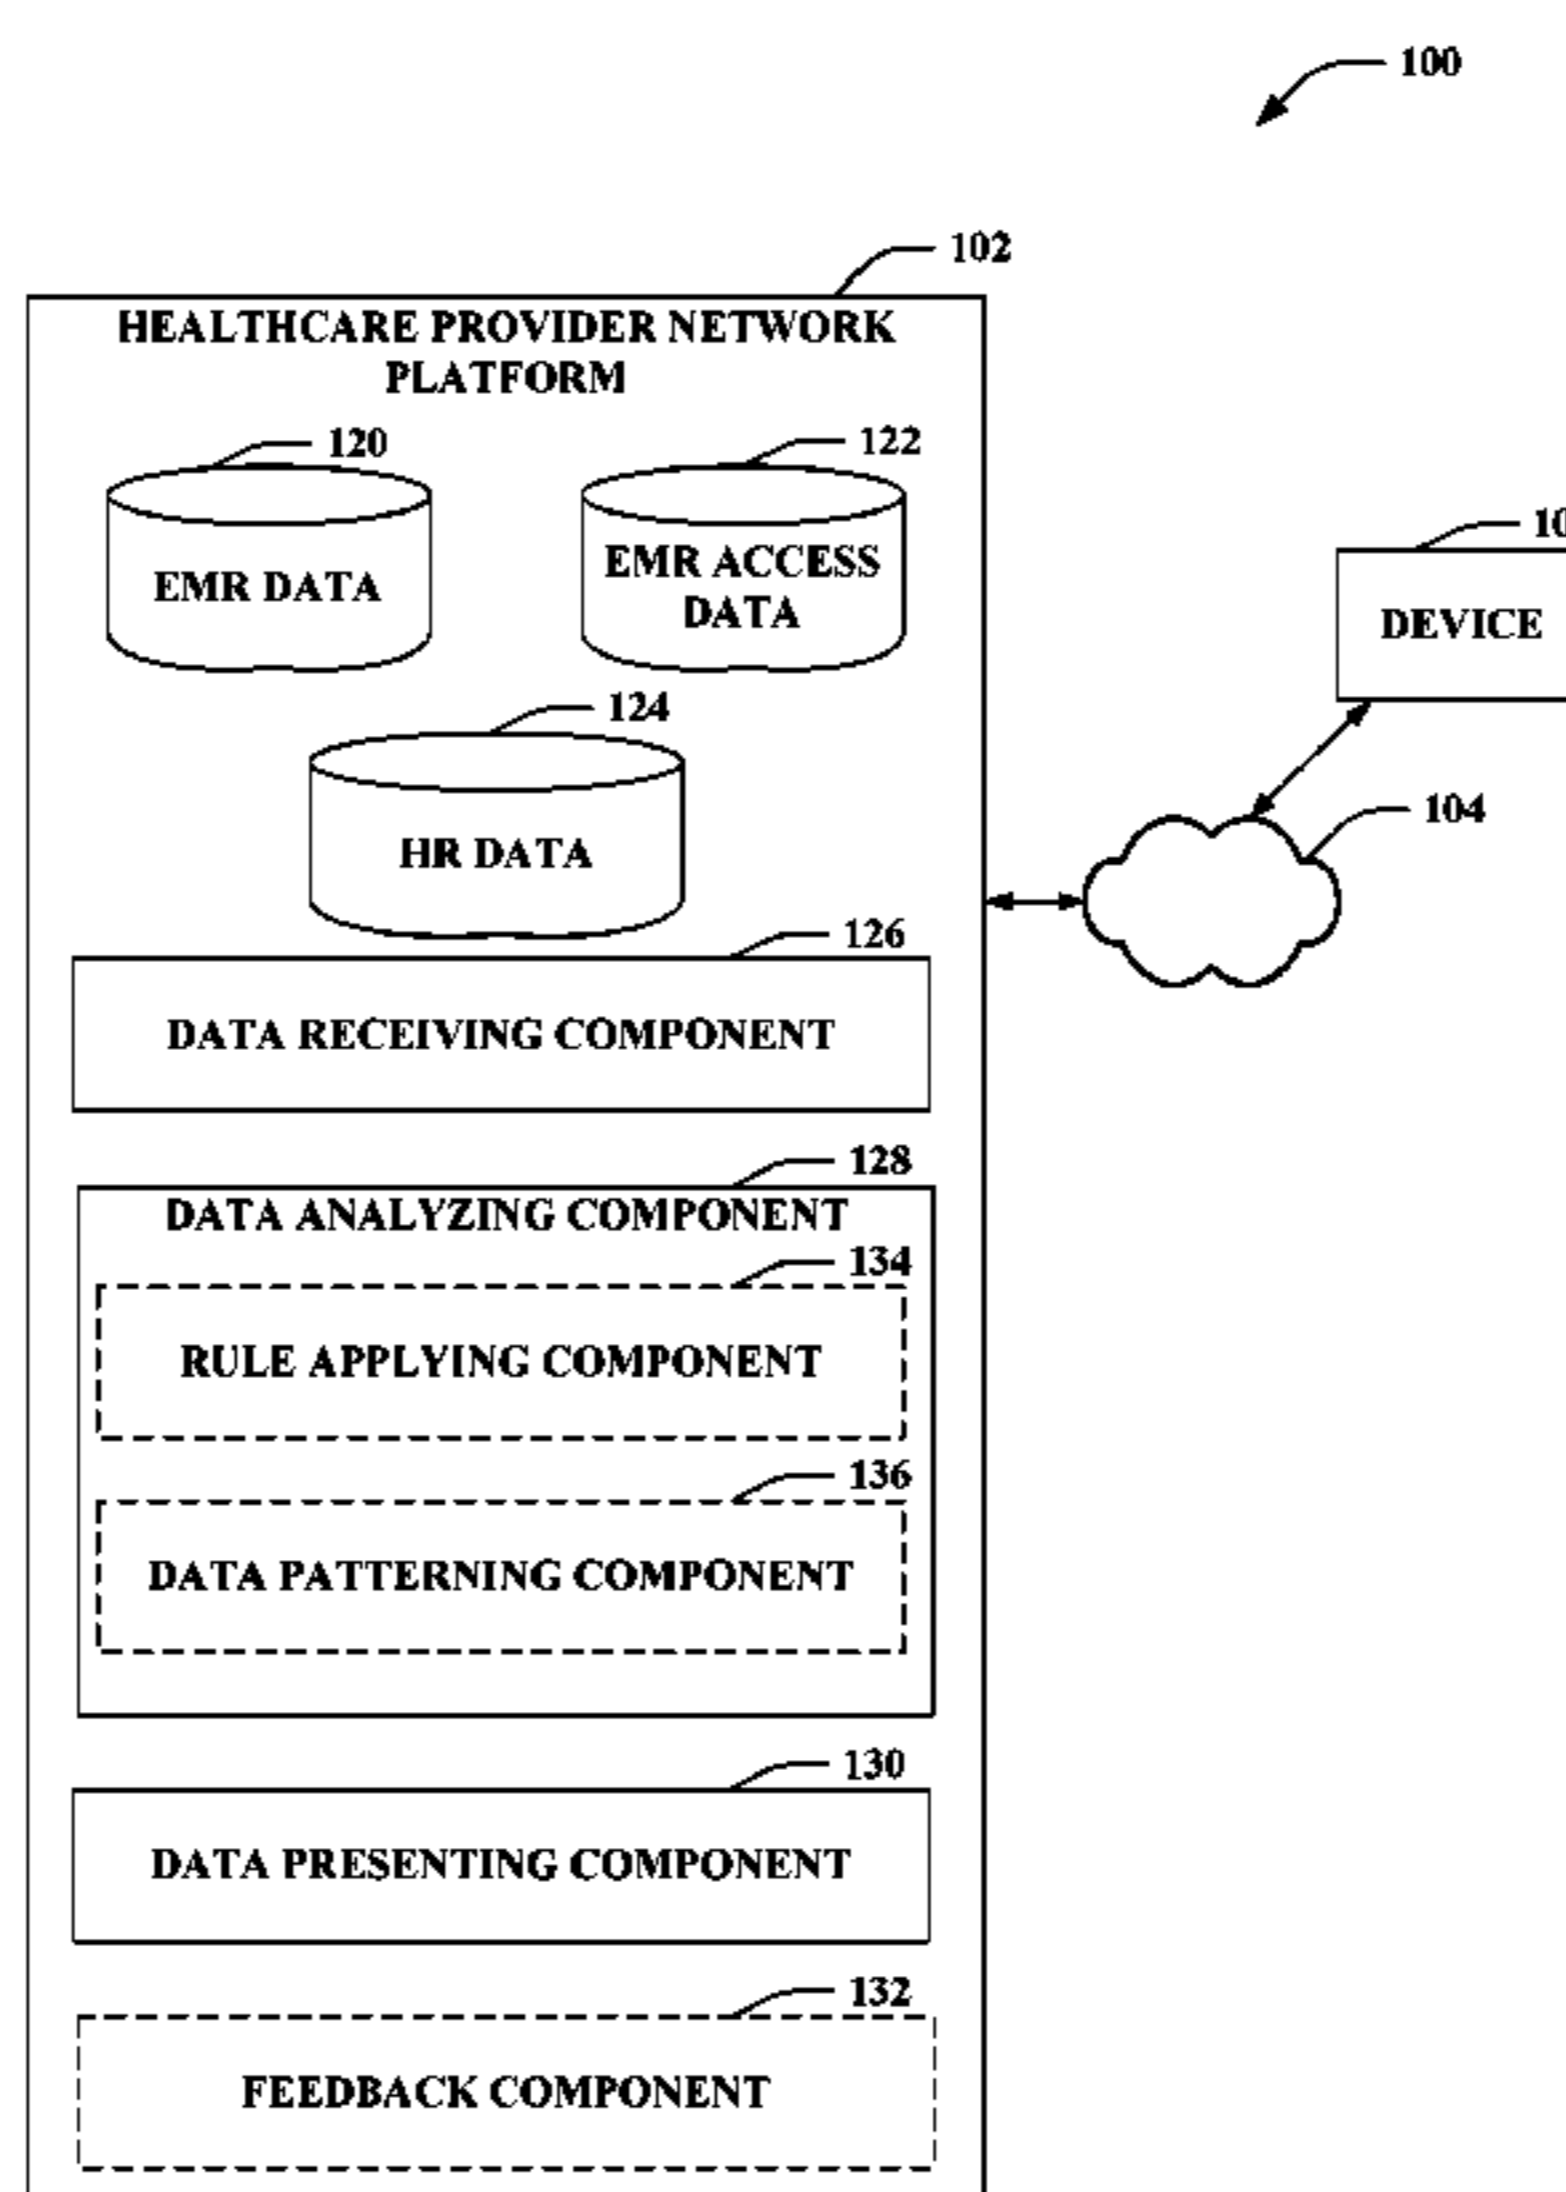 100
102
HEALTHCARE PROVIDER NETWORK
PLATFORM
120
122
EMR DATA
EMR ACCESS
DATA
10
DEVICE
124
HR DATA
104
126
DATA RECEIVING COMPONENT
128
DATA ANALYZING COMPONENT
134
RULE APPLYING COMPONENT
136
DATA PATTERNING COMPONENT
130
DATA PRESENTING COMPONENT
132
FEEDBACK COMPONENT